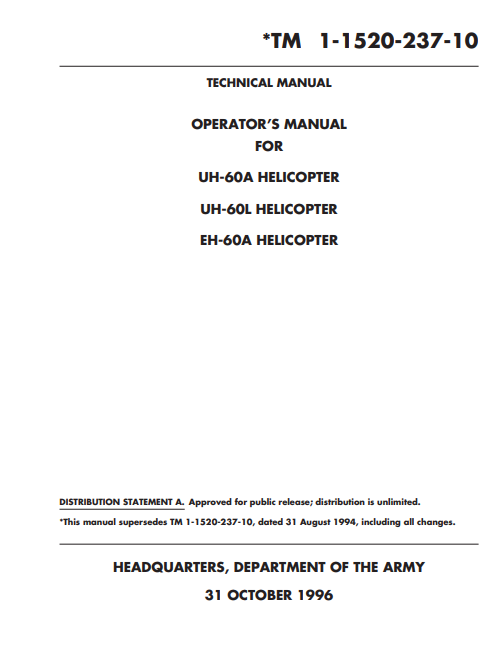 *TM 1-1520-237-10
TECHNICAL MANUAL
OPERATOR’S MANUAL
FOR
UH-60A HELICOPTER
UH-60L HELICOPTER
EH-60A HELICOPTER
DISTRIBUTION STATEMENT A. Approved for public release; distribution is unlimited.
*This manual supersedes TM 1-1520-237-10, dated 31 August 1994, including all changes.
HEADQUARTERS, DEPARTMENT OF THE ARMY
31 OCTOBER 1996